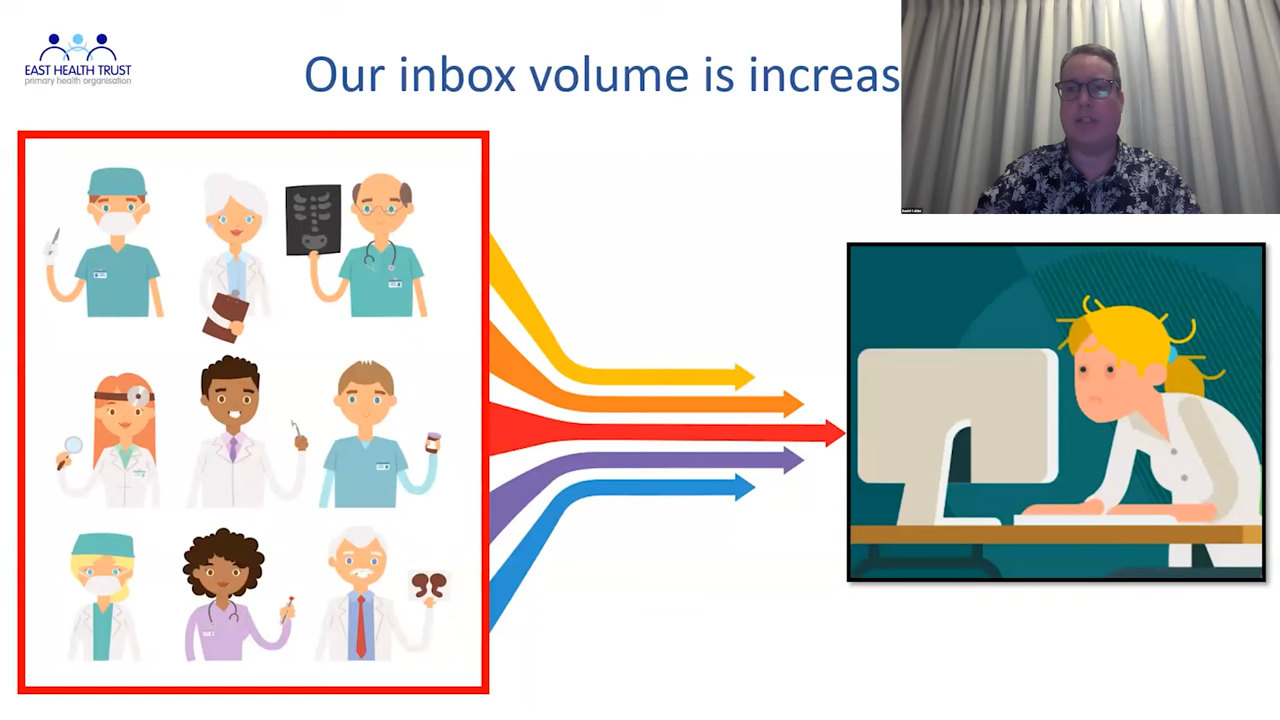 EAST HEALTH TRUST
primary health organisation
Our inbox volume is increas